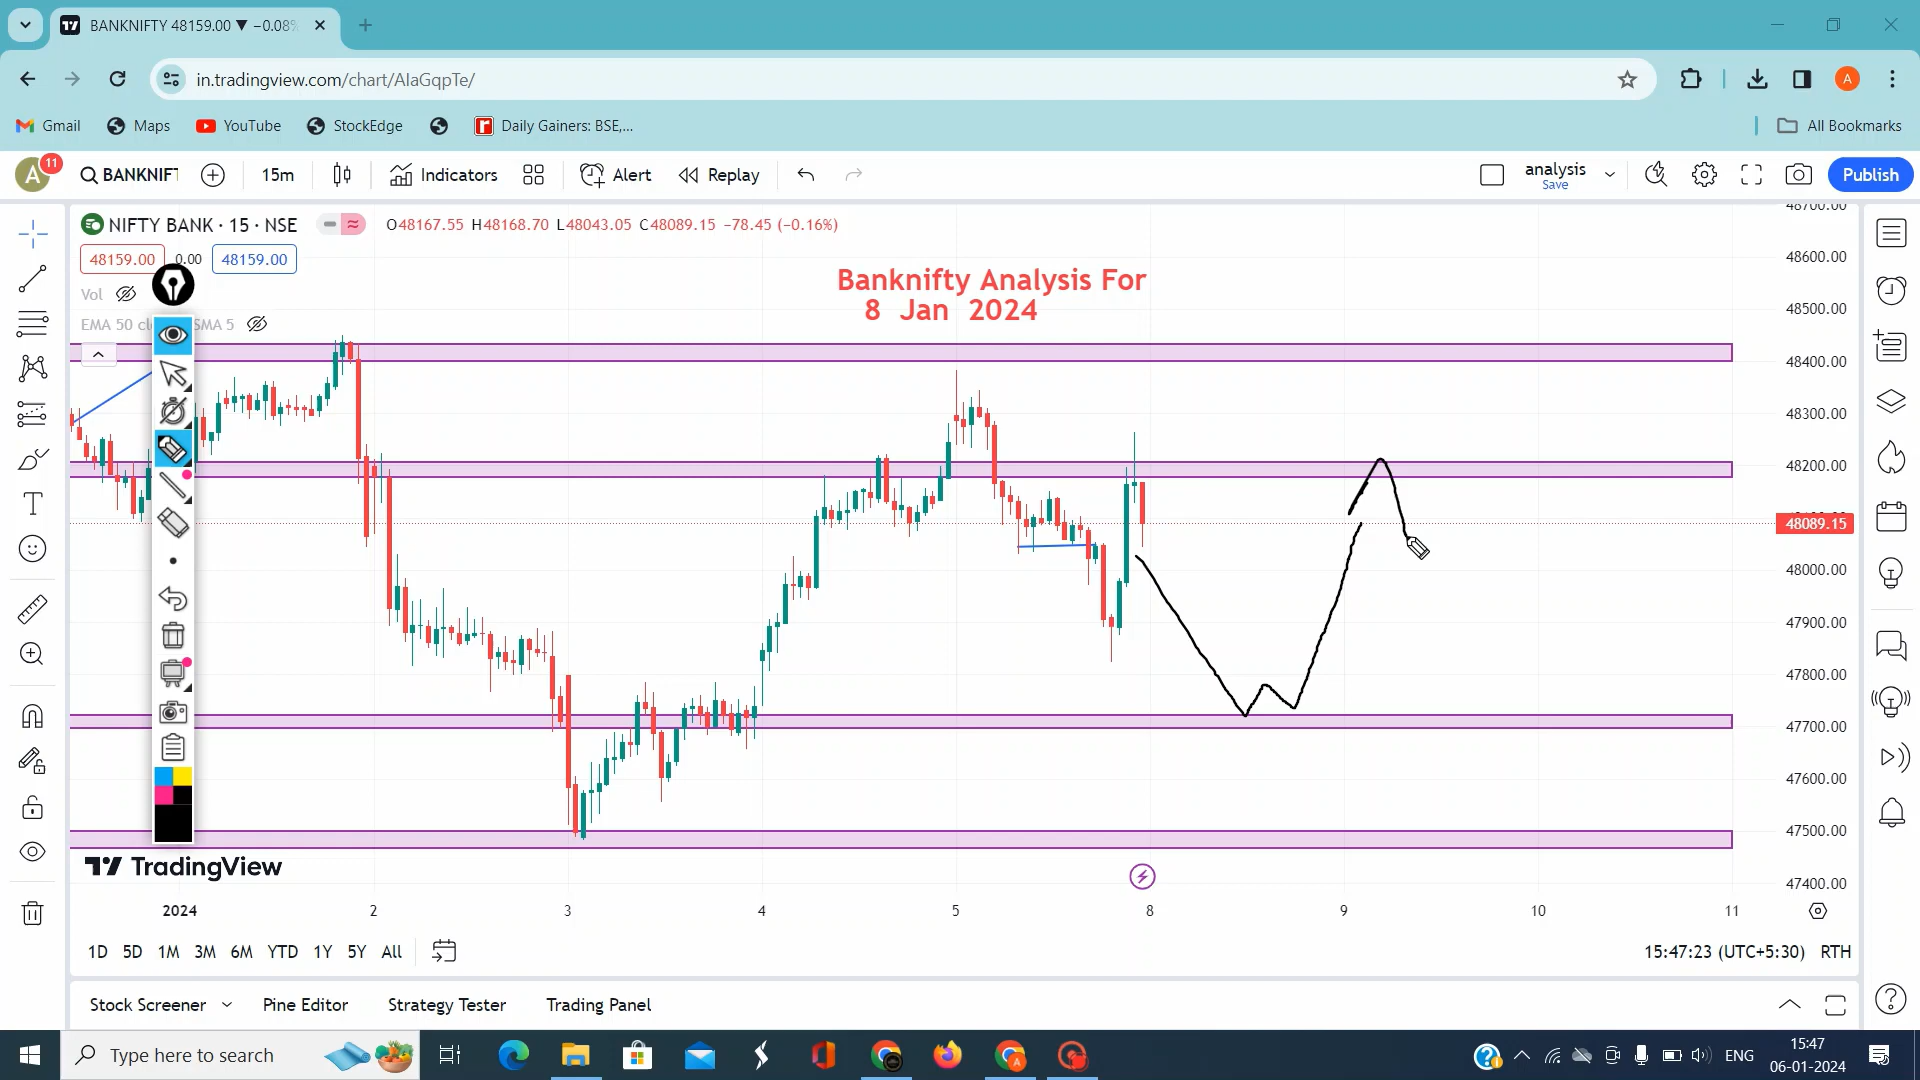 BANKNIFTY 48159.00 ▼ −0.08%
in.tradingview.com/chart/AIaGqpTe/
Gmail Maps YouTube StockEdge Daily Gainers: BSE,... All Bookmarks
A 11 BANKNIFT 15m Indicators Alert Replay analysis Save Publish
NIFTY BANK · 15 · NSE O48167.55 H48168.70 L48043.05 C48089.15 −78.45 (−0.16%)
48159.00 0.00 48159.00
Vol
EMA 50 cl SMA 5
Banknifty Analysis For
8 Jan 2024
48700.00
48600.00
48500.00
48400.00
48300.00
48200.00
48089.15
48000.00
47900.00
47800.00
47700.00
47600.00
47500.00
47400.00
TradingView
2024 2 3 4 5 8 9 10 11
1D 5D 1M 3M 6M YTD 1Y 5Y All 15:47:23 (UTC+5:30) RTH
Stock Screener Pine Editor Strategy Tester Trading Panel
Type here to search ENG 15:47
06-01-2024